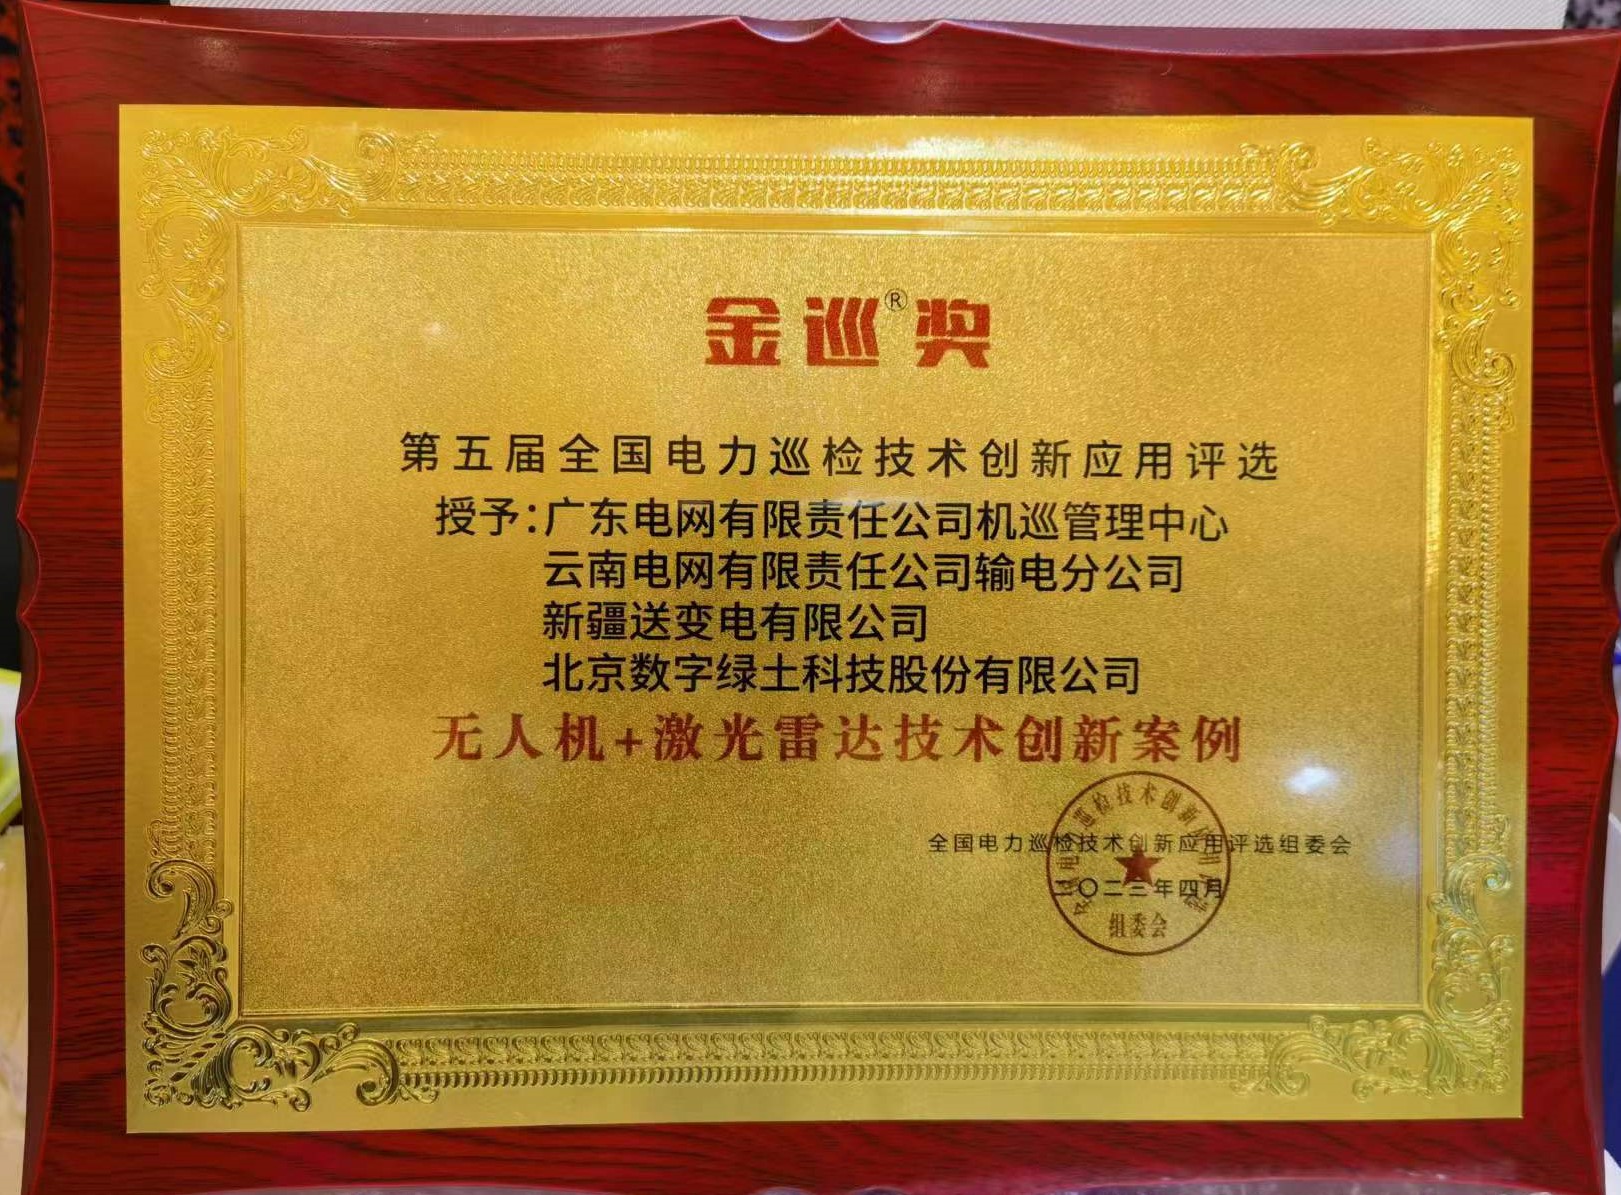 金巡®奖
第五届全国电力巡检技术创新应用评选
授予:广东电网有限责任公司机巡管理中心
云南电网有限责任公司输电分公司
新疆送变电有限公司
北京数字绿土科技股份有限公司
无人机+激光雷达技术创新案例
全国电力巡检技术创新应用评选组委会
〇二三年四月
巡检技术创新
组委会